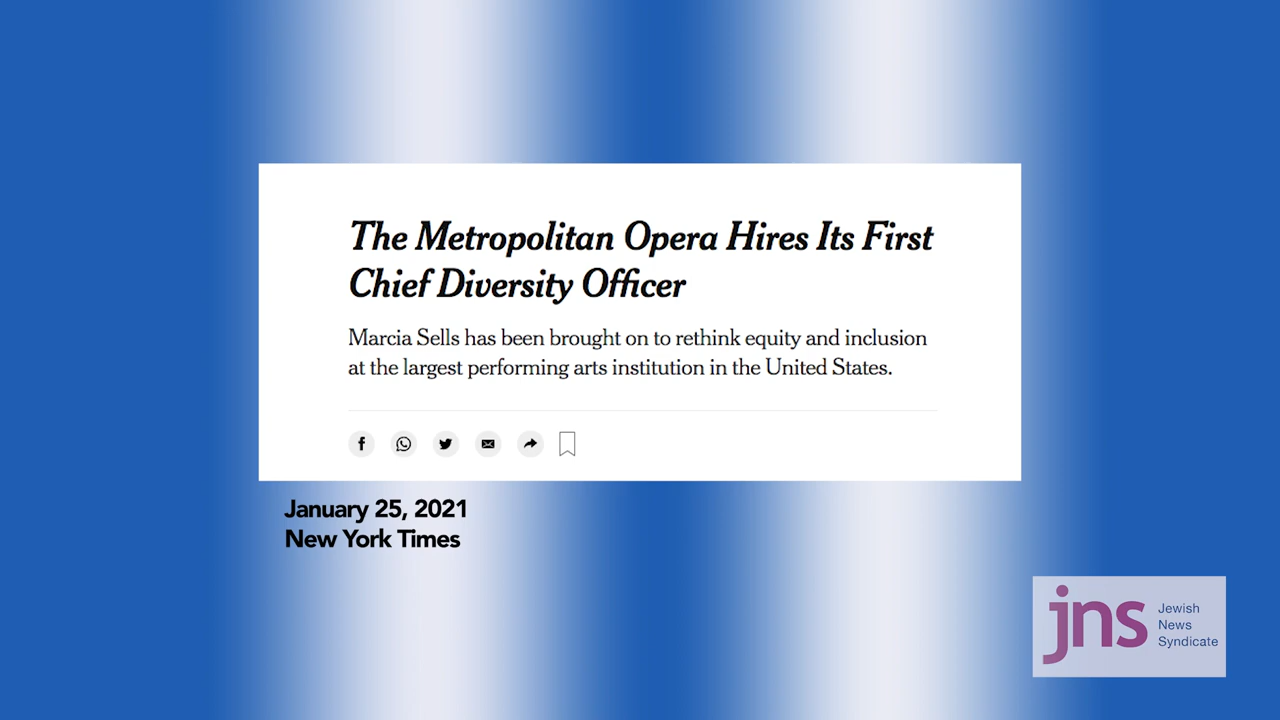 The Metropolitan Opera Hires Its First
Chief Diversity Officer
Marcia Sells has been brought on to rethink equity and inclusion
at the largest performing arts institution in the United States.
January 25, 2021
New York Times
jns
Jewish
News
Syndicate